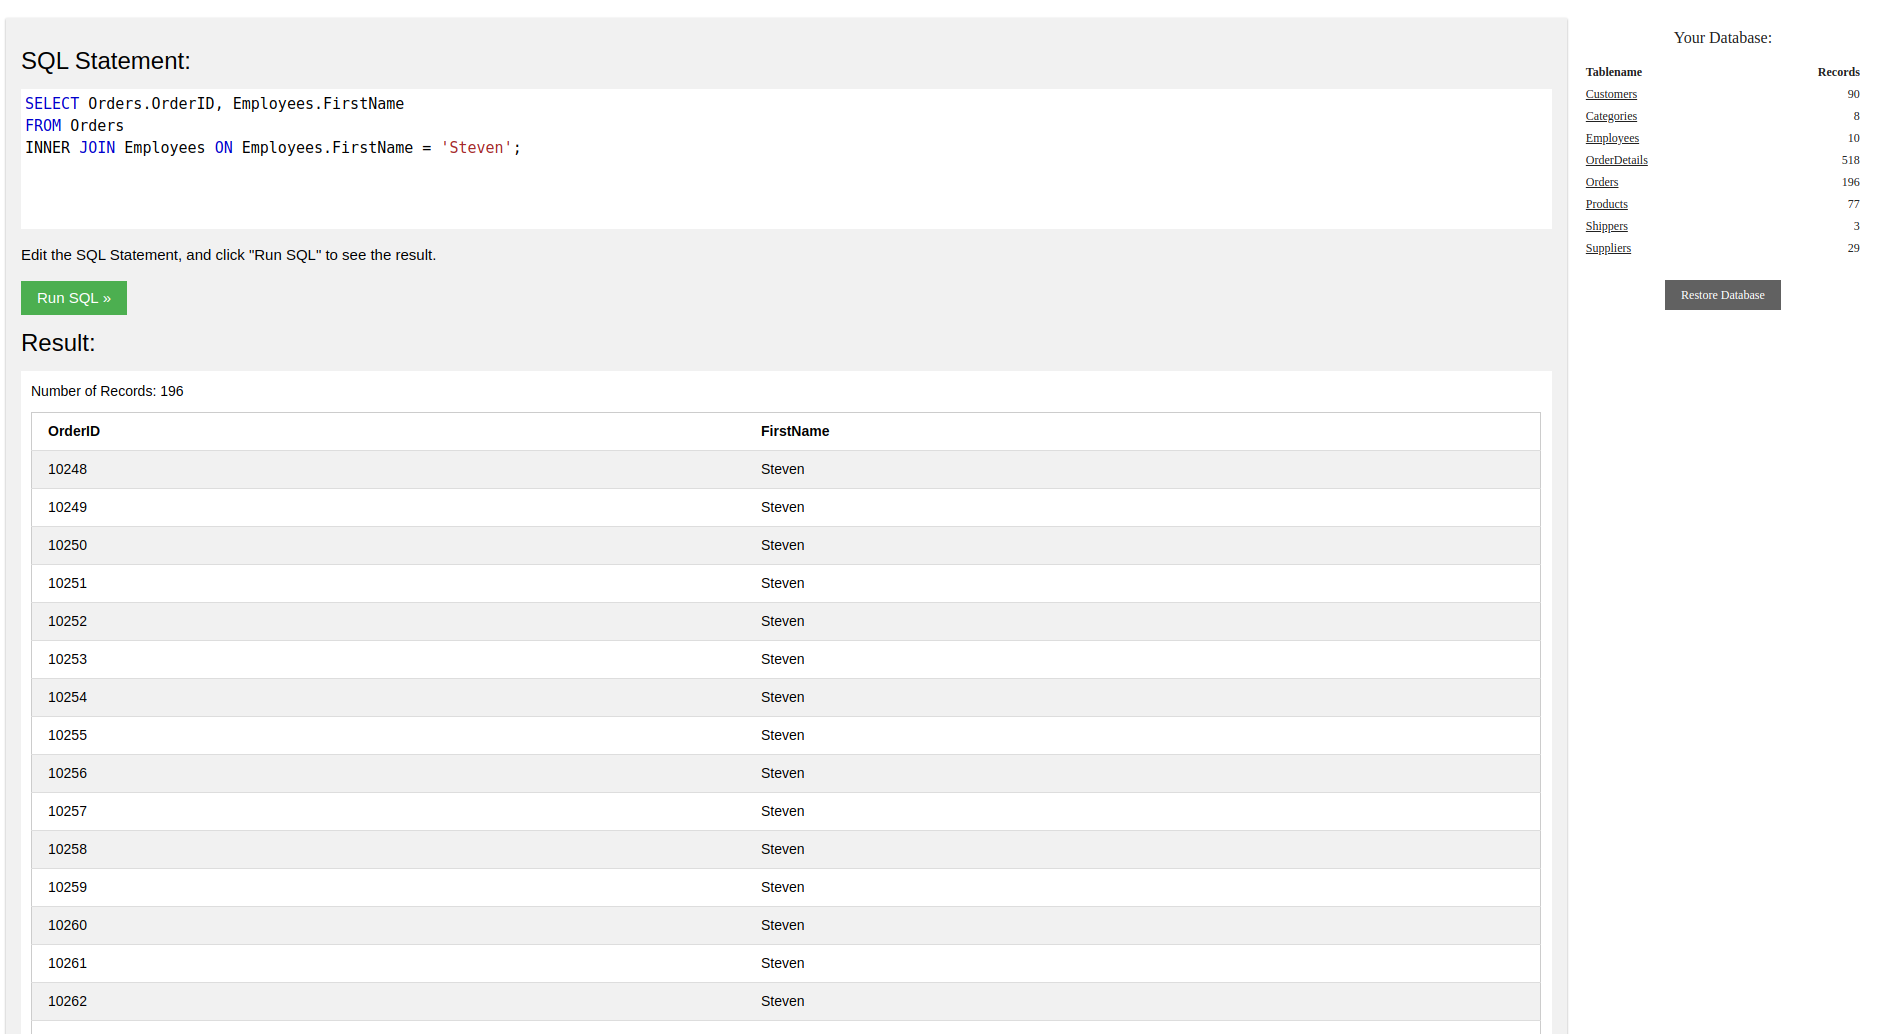 SQL Statement:
SELECT Orders.OrderID, Employees.FirstName
FROM Orders
INNER JOIN Employees ON Employees.FirstName = 'Steven';
Edit the SQL Statement, and click "Run SQL" to see the result.
Run SQL »
Result:
Number of Records: 196
OrderID FirstName
10248 Steven
10249 Steven
10250 Steven
10251 Steven
10252 Steven
10253 Steven
10254 Steven
10255 Steven
10256 Steven
10257 Steven
10258 Steven
10259 Steven
10260 Steven
10261 Steven
10262 Steven
Your Database:
Tablename Records
Customers 90
Categories 8
Employees 10
OrderDetails 518
Orders 196
Products 77
Shippers 3
Suppliers 29
Restore Database